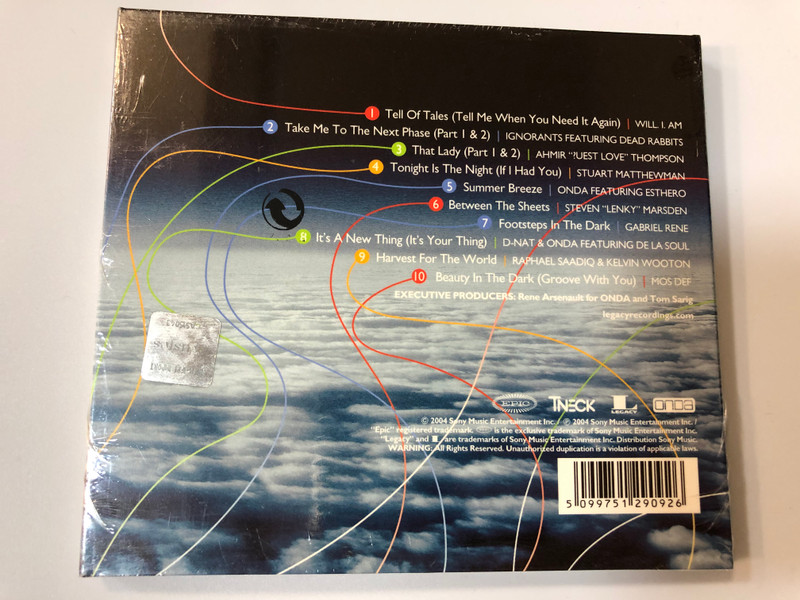 1 Tell Of Tales (Tell Me When You Need It Again) | WILL. I. AM
2 Take Me To The Next Phase (Part 1 & 2) | IGNORANTS FEATURING DEAD RABBITS
3 That Lady (Part 1 & 2) | AHMIR "?UEST LOVE" THOMPSON
4 Tonight Is The Night (If I Had You) | STUART MATTHEWMAN
5 Summer Breeze | ONDA FEATURING ESTHERO
6 Between The Sheets | STEVEN "LENKY" MARSDEN
7 Footsteps In The Dark | GABRIEL RENE
8 It's A New Thing (It's Your Thing) | D-NAT & ONDA FEATURING DE LA SOUL
9 Harvest For The World | RAPHAEL SAADIQ & KELVIN WOOTON
10 Beauty In The Dark (Groove With You) | MOS DEF
EXECUTIVE PRODUCERS: Rene Arsenault for ONDA and Tom Sarig
legacyrecordings.com
EPIC TNECK LEGACY ONDA
© 2004 Sony Music Entertainment Inc. / ℗ 2004 Sony Music Entertainment Inc. /
"Epic" registered trademark. EPIC is the exclusive trademark of Sony Music Entertainment Inc.
"Legacy" and L, are trademarks of Sony Music Entertainment Inc. Distribution Sony Music.
WARNING: All Rights Reserved. Unauthorized duplication is a violation of applicable laws.
5 099751 290926